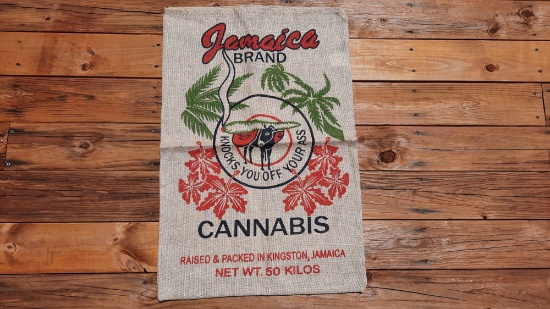 Jamaica
BRAND
KNOCKS YOU OFF YOUR ASS
CANNABIS
RAISED & PACKED IN KINGSTON, JAMAICA
NET WT. 50 KILOS